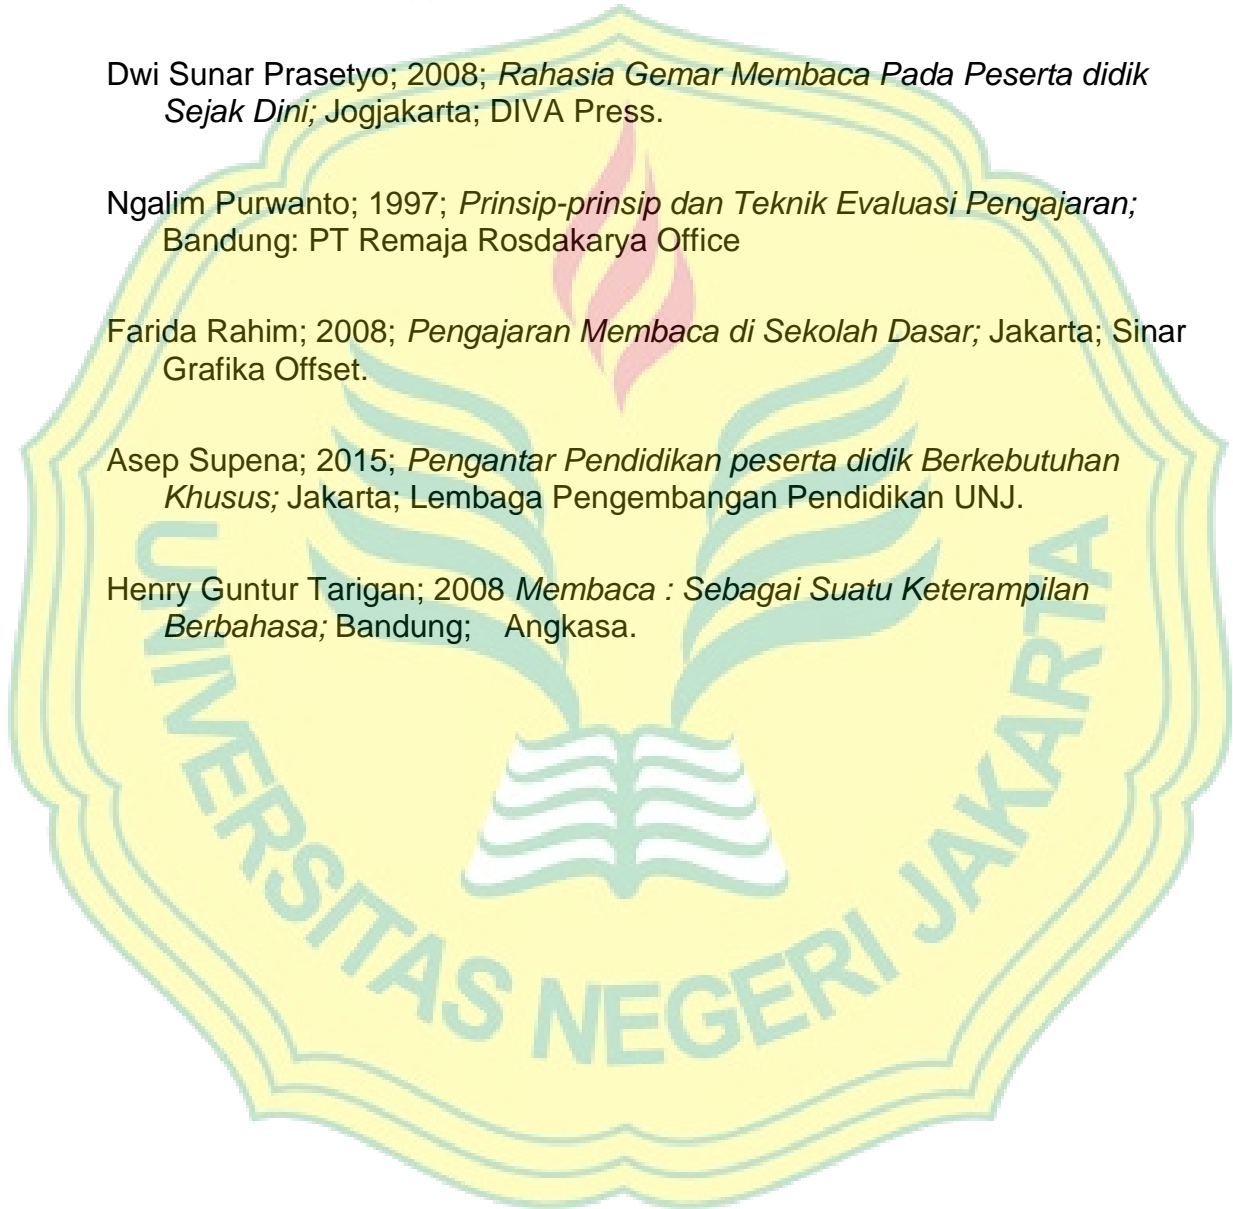 Dwi Sunar Prasetyo; 2008; Rahasia Gemar Membaca Pada Peserta didik
Sejak Dini; Jogjakarta; DIVA Press.
Ngalim Purwanto; 1997; Prinsip-prinsip dan Teknik Evaluasi Pengajaran;
Bandung: PT Remaja Rosdakarya Office
Farida Rahim; 2008; Pengajaran Membaca di Sekolah Dasar; Jakarta; Sinar
Grafika Offset.
Asep Supena; 2015; Pengantar Pendidikan peserta didik Berkebutuhan
Khusus; Jakarta; Lembaga Pengembangan Pendidikan UNJ.
Henry Guntur Tarigan; 2008 Membaca : Sebagai Suatu Keterampilan
Berbahasa; Bandung; Angkasa.
UNIVERSITAS NEGERI JAKARTA